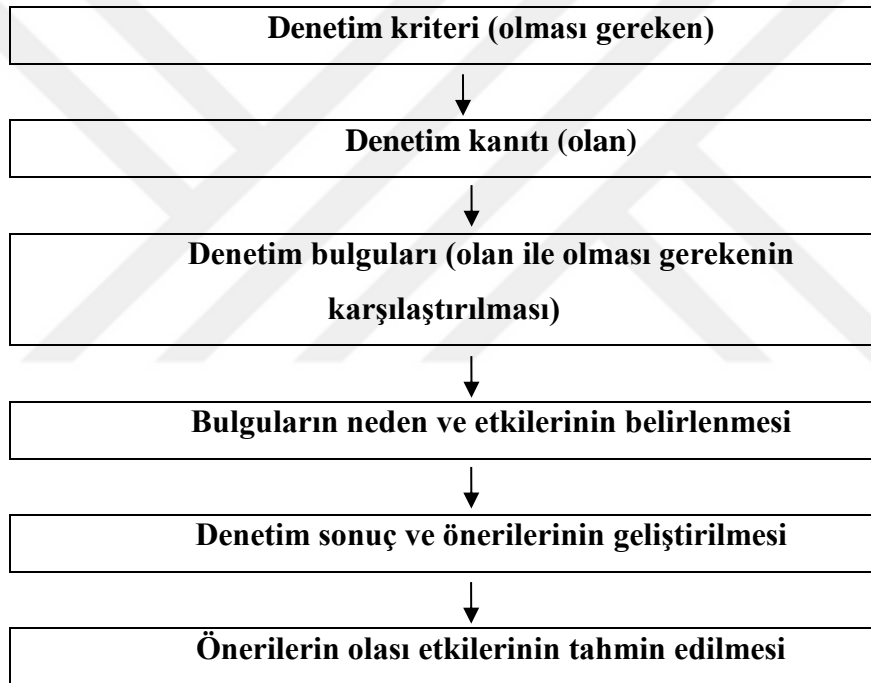 Denetim kriteri (olması gereken)
Denetim kanıtı (olan)
Denetim bulguları (olan ile olması gerekenin
karşılaştırılması)
Bulguların neden ve etkilerinin belirlenmesi
Denetim sonuç ve önerilerinin geliştirilmesi
Önerilerin olası etkilerinin tahmin edilmesi